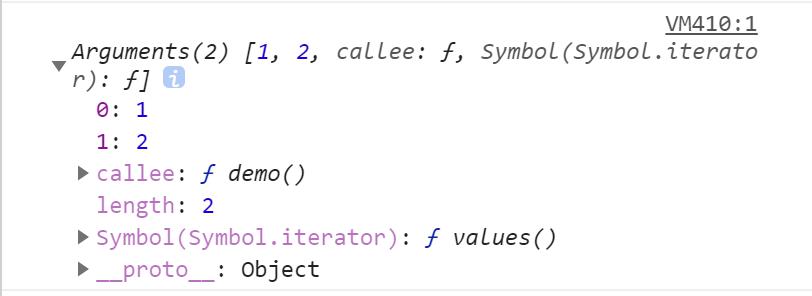 VM410:1
Arguments(2) [1, 2, callee: ƒ, Symbol(Symbol.iterato
r): ƒ] i
0: 1
1: 2
callee: ƒ demo()
length: 2
Symbol(Symbol.iterator): ƒ values()
__proto__: Object